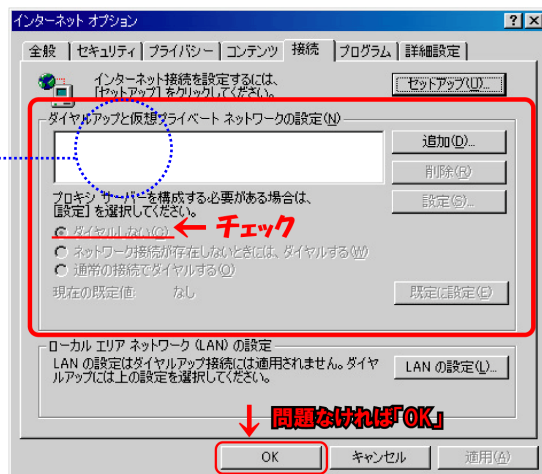 インターネット オプション
全般 セキュリティ プライバシー コンテンツ 接続 プログラム 詳細設定
インターネット接続を設定するには、
[セットアップ] をクリックしてください。
セットアップ(U)...
ダイヤルアップと仮想プライベート ネットワークの設定(N)
追加(D)...
削除(R)
プロキシ サーバーを構成する必要がある場合は、
[設定] を選択してください。
設定(S)...
ダイヤルしない(C)
チェック
ネットワーク接続が存在しないときには、ダイヤルする(W)
通常の接続でダイヤルする(O)
現在の既定値: なし
既定に設定(E)
ローカル エリア ネットワーク (LAN) の設定
LAN の設定はダイヤルアップ接続には適用されません。ダイヤ
ルアップには上の設定を選択してください。
LAN の設定(L)...
問題なければ「OK」
OK キャンセル 適用(A)